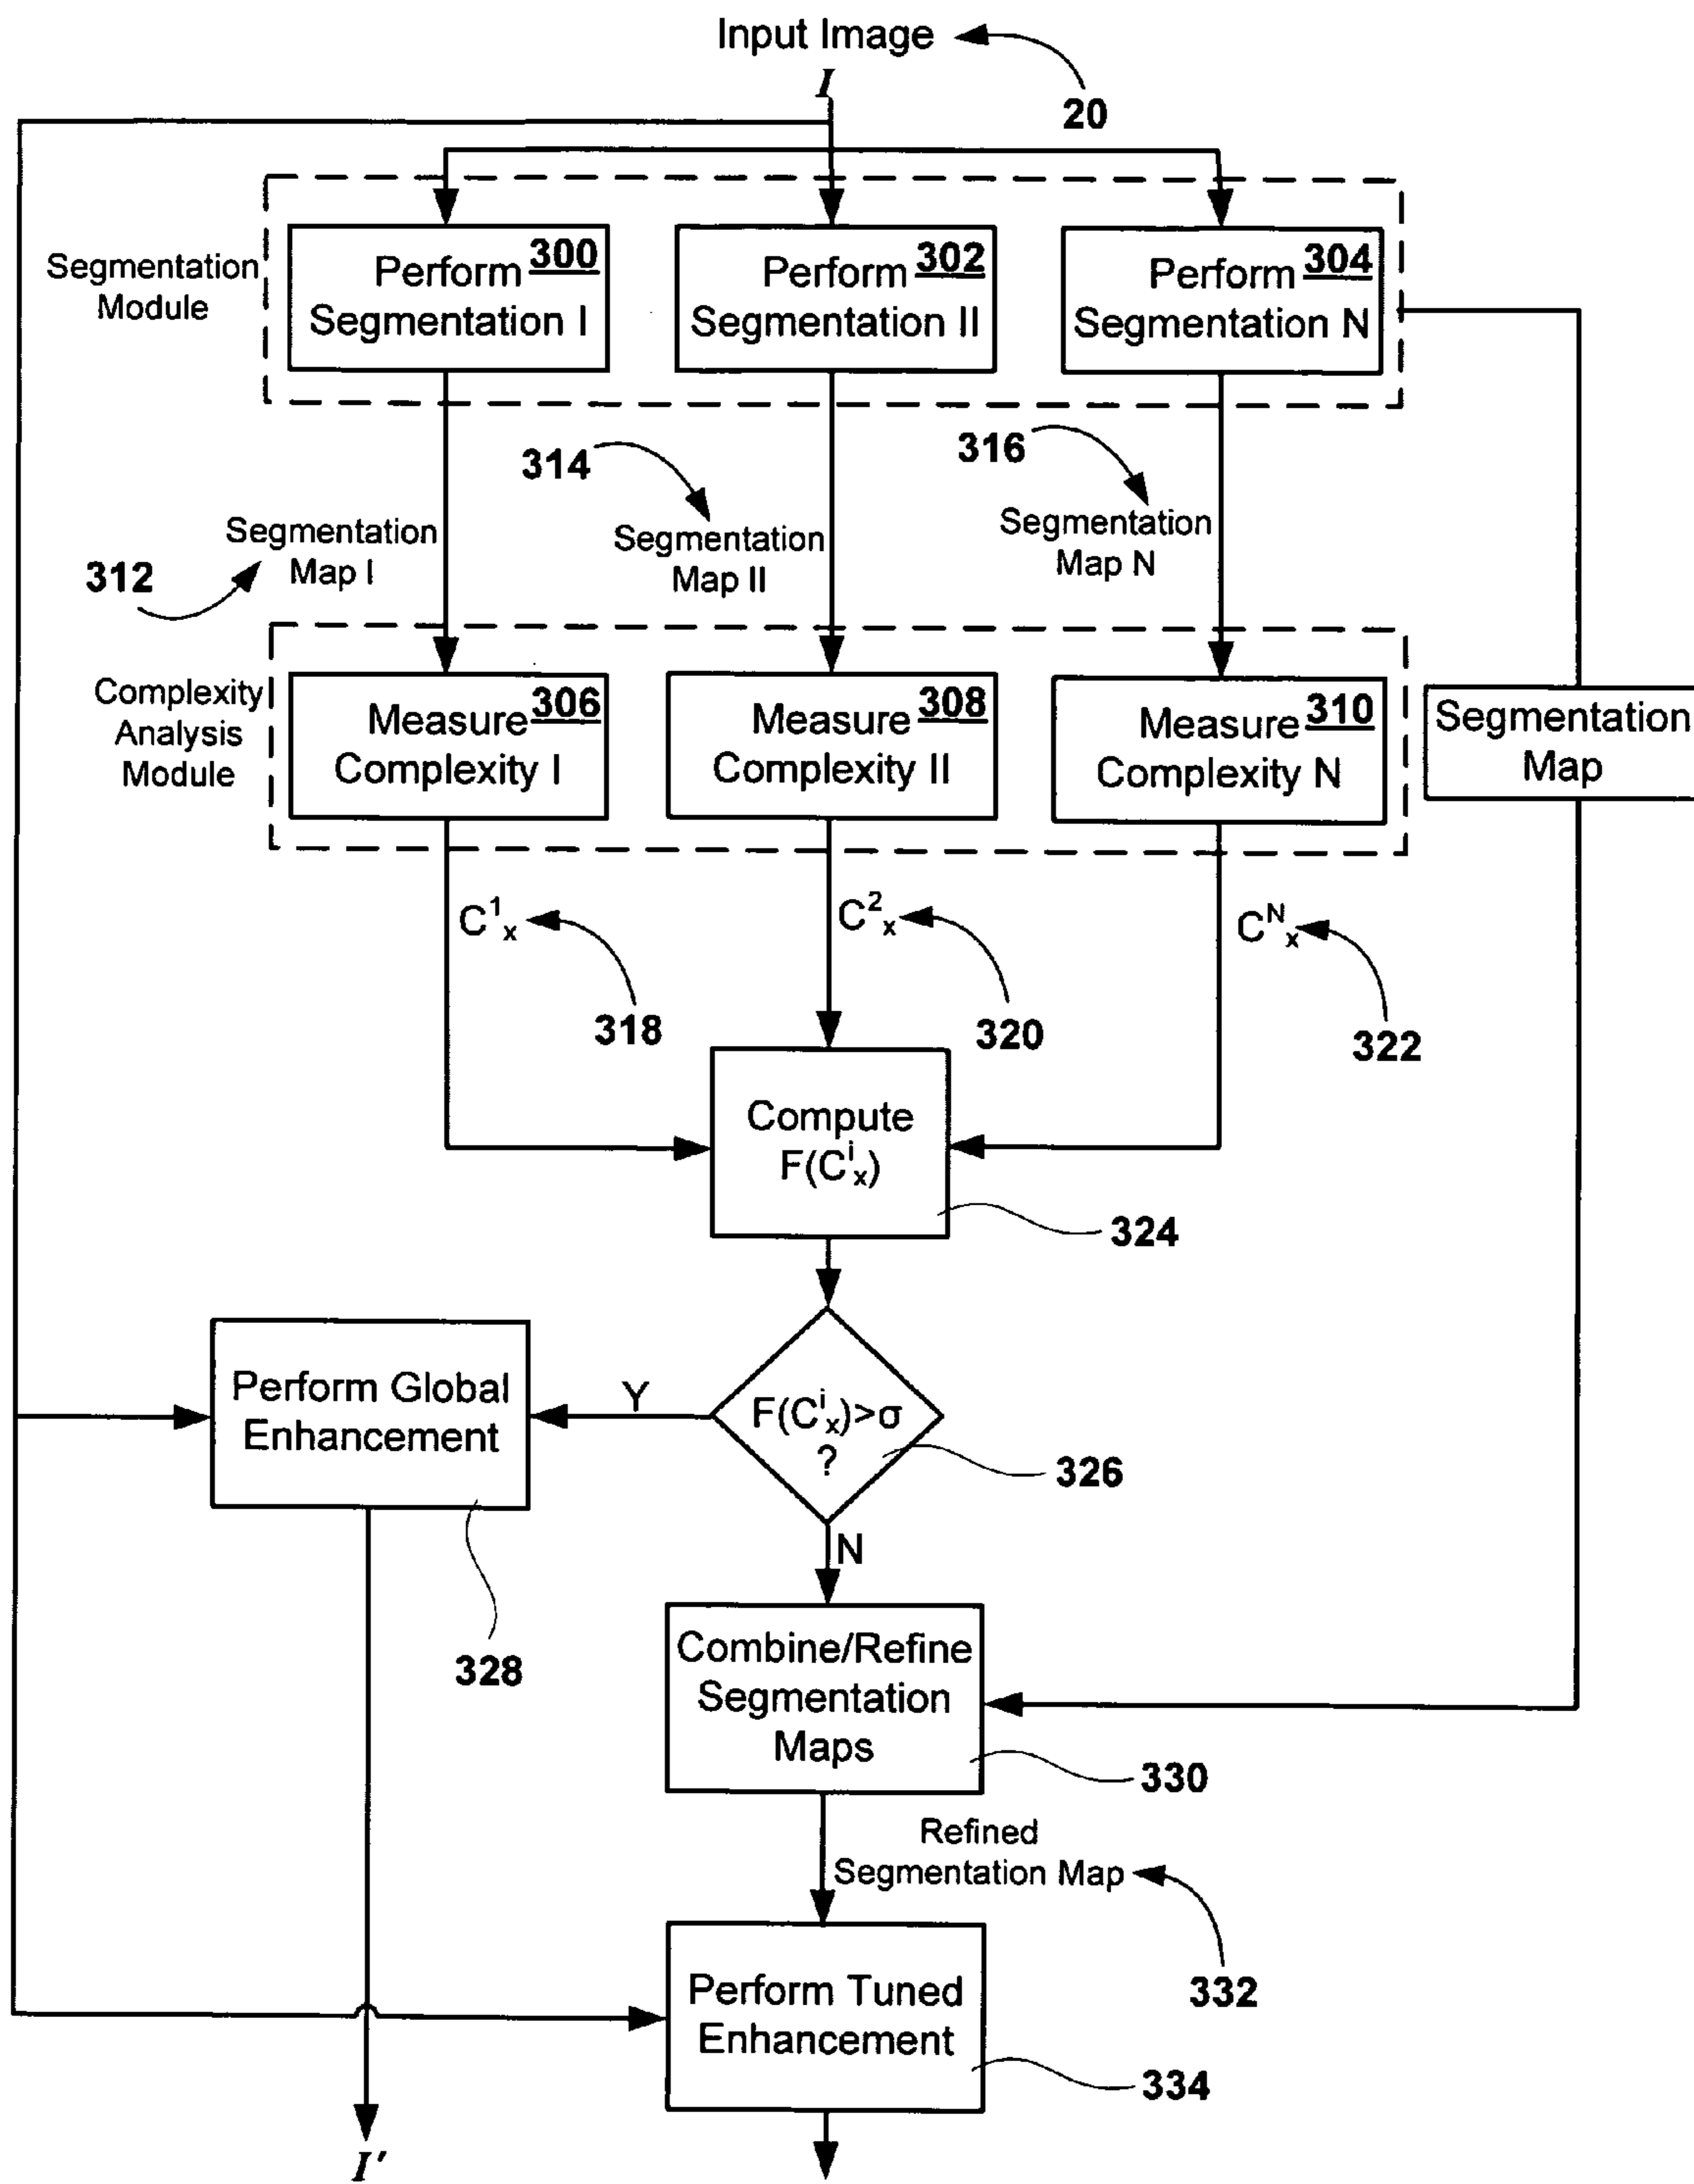 Input Image
I
20
Segmentation
Module
300
Perform
Segmentation I
302
Perform
Segmentation II
304
Perform
Segmentation N
314
316
Segmentation
Map I
312
Segmentation
Map II
Segmentation
Map N
Complexity
Analysis
Module
306
Measure
Complexity I
308
Measure
Complexity II
310
Measure
Complexity N
Segmentation
Map
C¹ₓ
318
C²ₓ
320
Cᴺₓ
322
Compute
F(Cⁱₓ)
324
Perform Global
Enhancement
Y
F(Cⁱₓ)>σ
?
326
N
328
Combine/Refine
Segmentation
Maps
330
Refined
Segmentation Map
332
Perform Tuned
Enhancement
334
I'